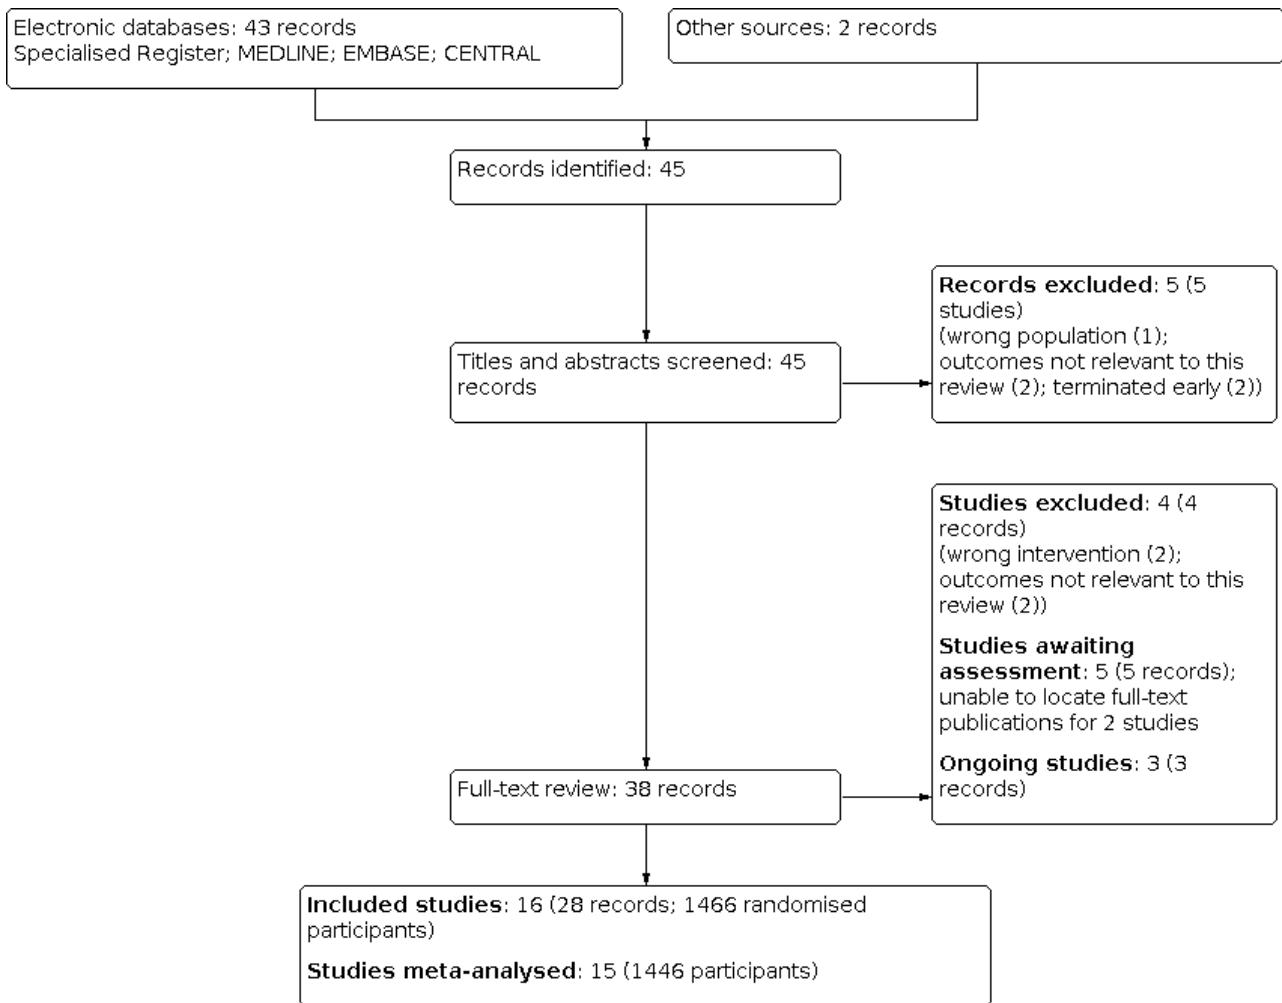 Electronic databases: 43 records
Specialised Register; MEDLINE; EMBASE; CENTRAL
Other sources: 2 records
Records identified: 45
Titles and abstracts screened: 45
records
Records excluded: 5 (5
studies)
(wrong population (1);
outcomes not relevant to this
review (2); terminated early (2))
Studies excluded: 4 (4
records)
(wrong intervention (2);
outcomes not relevant to this
review (2))
Studies awaiting
assessment: 5 (5 records);
unable to locate full-text
publications for 2 studies
Ongoing studies: 3 (3
records)
Full-text review: 38 records
Included studies: 16 (28 records; 1466 randomised
participants)
Studies meta-analysed: 15 (1446 participants)